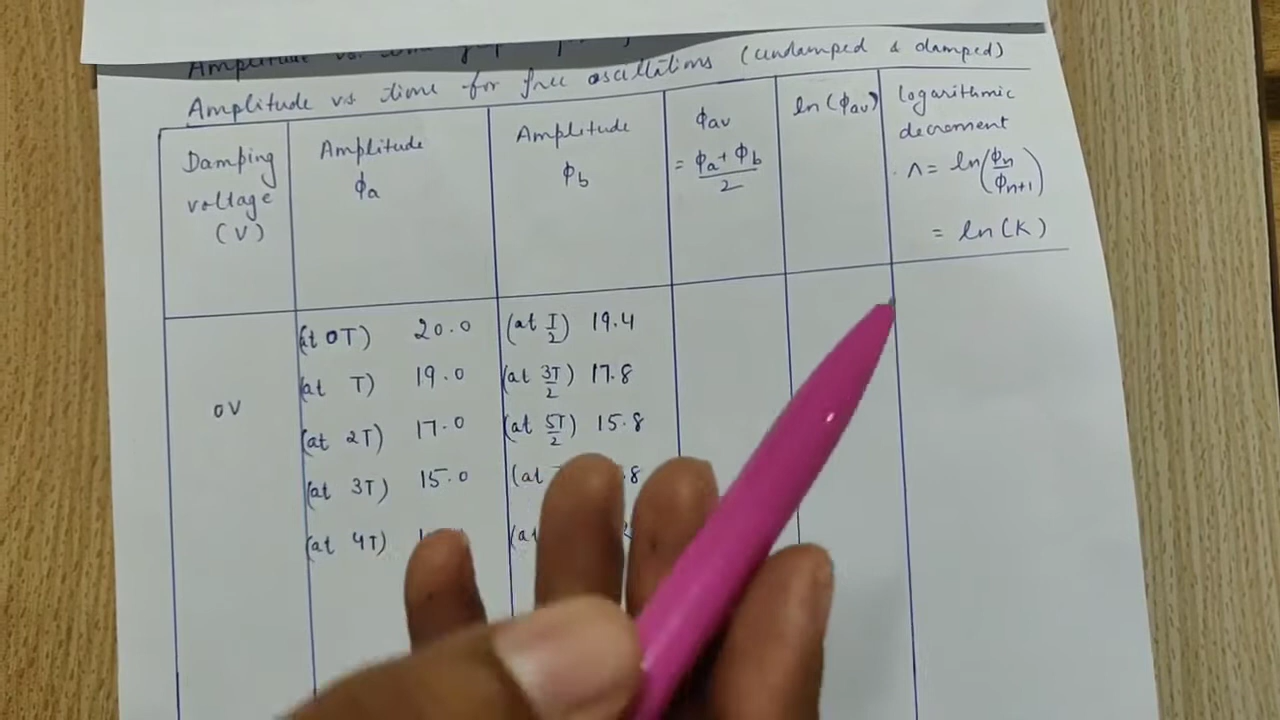 Amplitude vs time for free oscillations (undamped & damped)
Damping voltage (V)
Amplitude ϕa
Amplitude ϕb
ϕav = (ϕa + ϕb)/2
ln(ϕav)
Logarithmic decrement
Λ = ln(ϕn/ϕn+1)
= ln(K)
0V
(at 0T) 20.0 (at T/2) 19.4
(at T) 19.0 (at 3T/2) 17.8
(at 2T) 17.0 (at 5T/2) 15.8
(at 3T) 15.0 (at
(at 4T)